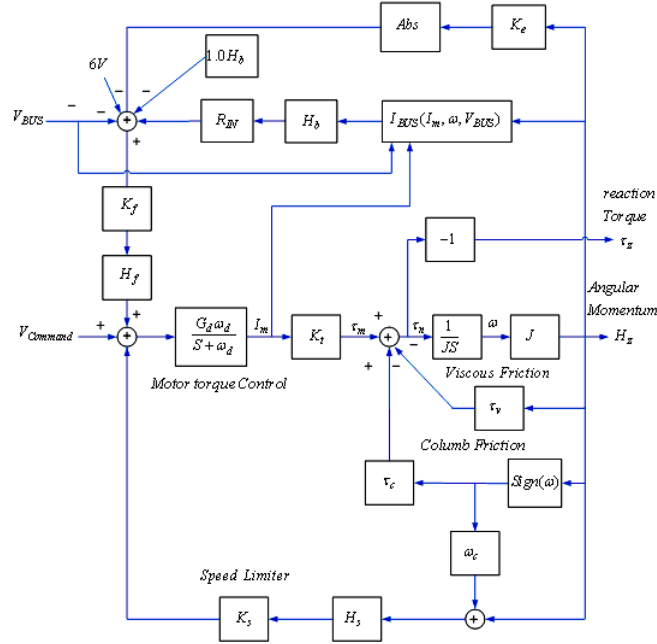 Abs
K_e
6V
1.0H_b
V_BUS
R_IN
H_b
I_BUS(I_m, ω, V_BUS)
K_f
reaction
Torque
τ_z
−1
H_f
Angular
Momentum
V_Command
G_d ω_d
S + ω_d
I_m
K_t
τ_m
τ_n
1
JS
ω
J
H_z
Motor torque Control
Viscous Friction
τ_v
Columb Friction
τ_c
Sign(ω)
ω_c
Speed Limiter
K_s
H_s